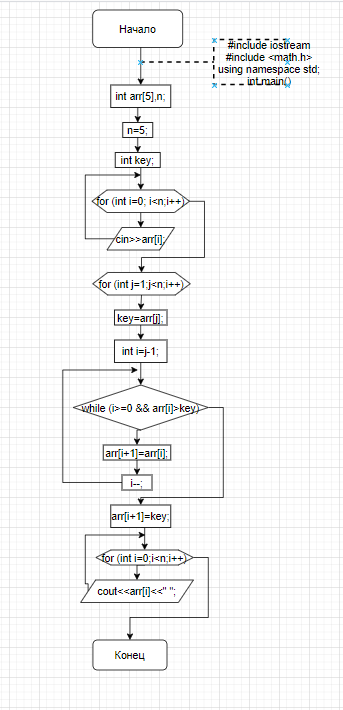 Начало
#include iostream
#include <math.h>
using namespace std;
int main()
int arr[5],n;
n=5;
int key;
for (int i=0; i<n;i++)
cin>>arr[i];
for (int j=1;j<n;i++)
key=arr[j];
int i=j-1;
while (i>=0 && arr[i]>key)
arr[i+1]=arr[i];
i--;
arr[i+1]=key;
for (int i=0;i<n;i++)
cout<<arr[i]<<" ";
Конец